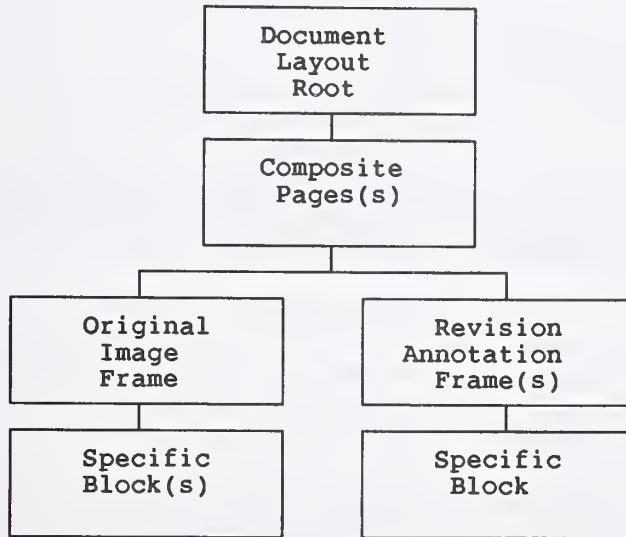 Document
Layout
Root
Composite
Pages(s)
Original
Image
Frame
Revision
Annotation
Frame(s)
Specific
Block(s)
Specific
Block